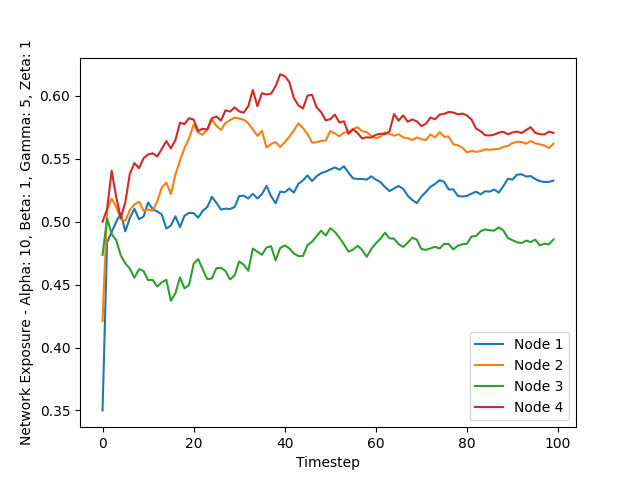 Network Exposure - Alpha: 10, Beta: 1, Gamma: 5, Zeta: 1
0.60
0.55
0.50
0.45
0.40
0.35
Node 1
Node 2
Node 3
Node 4
0 20 40 60 80 100
Timestep